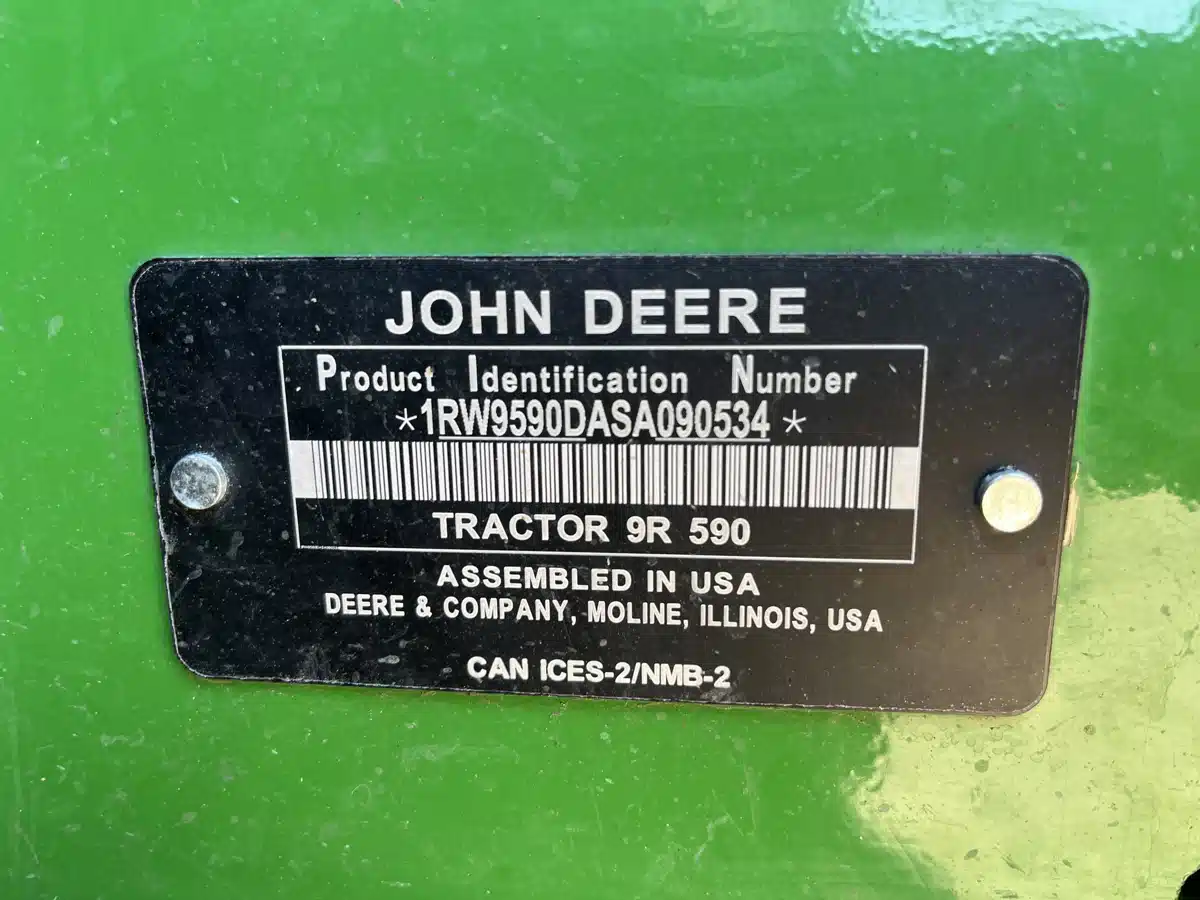 JOHN DEERE
Product Identification Number
*1RW9590DASA090534*
TRACTOR 9R 590
ASSEMBLED IN USA
DEERE & COMPANY, MOLINE, ILLINOIS, USA
CAN ICES-2/NMB-2